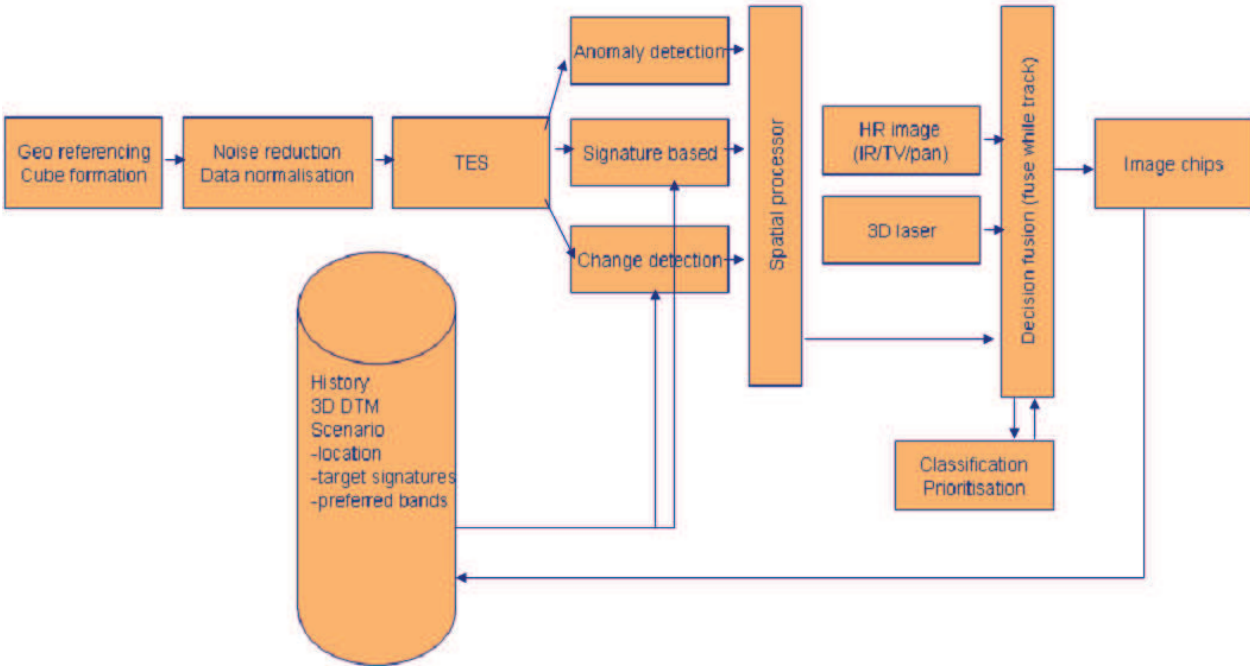 Geo referencing
Cube formation
Noise reduction
Data normalisation
TES
Anomaly detection
Signature based
Change detection
Spatial processor
HR image
(IR/TV/pan)
3D laser
Decision fusion (fuse while track)
Image chips
Classification
Prioritisation
History
3D DTM
Scenario
-location
-target signatures
-preferred bands